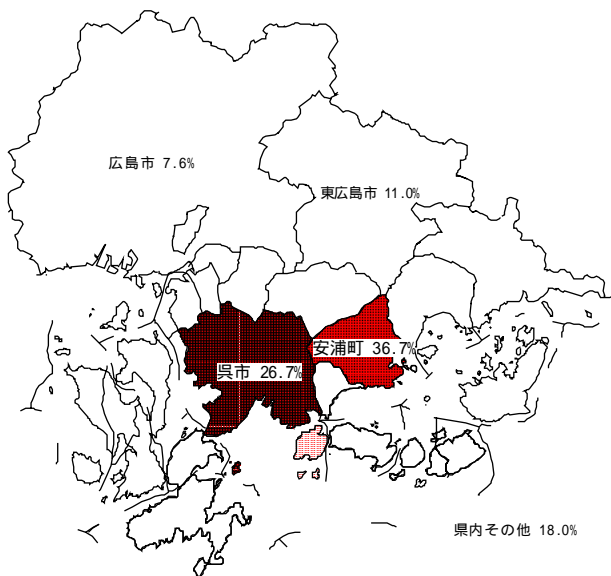 広島市 7.6%
東広島市 11.0%
安浦町 36.7%
呉市 26.7%
県内その他 18.0%